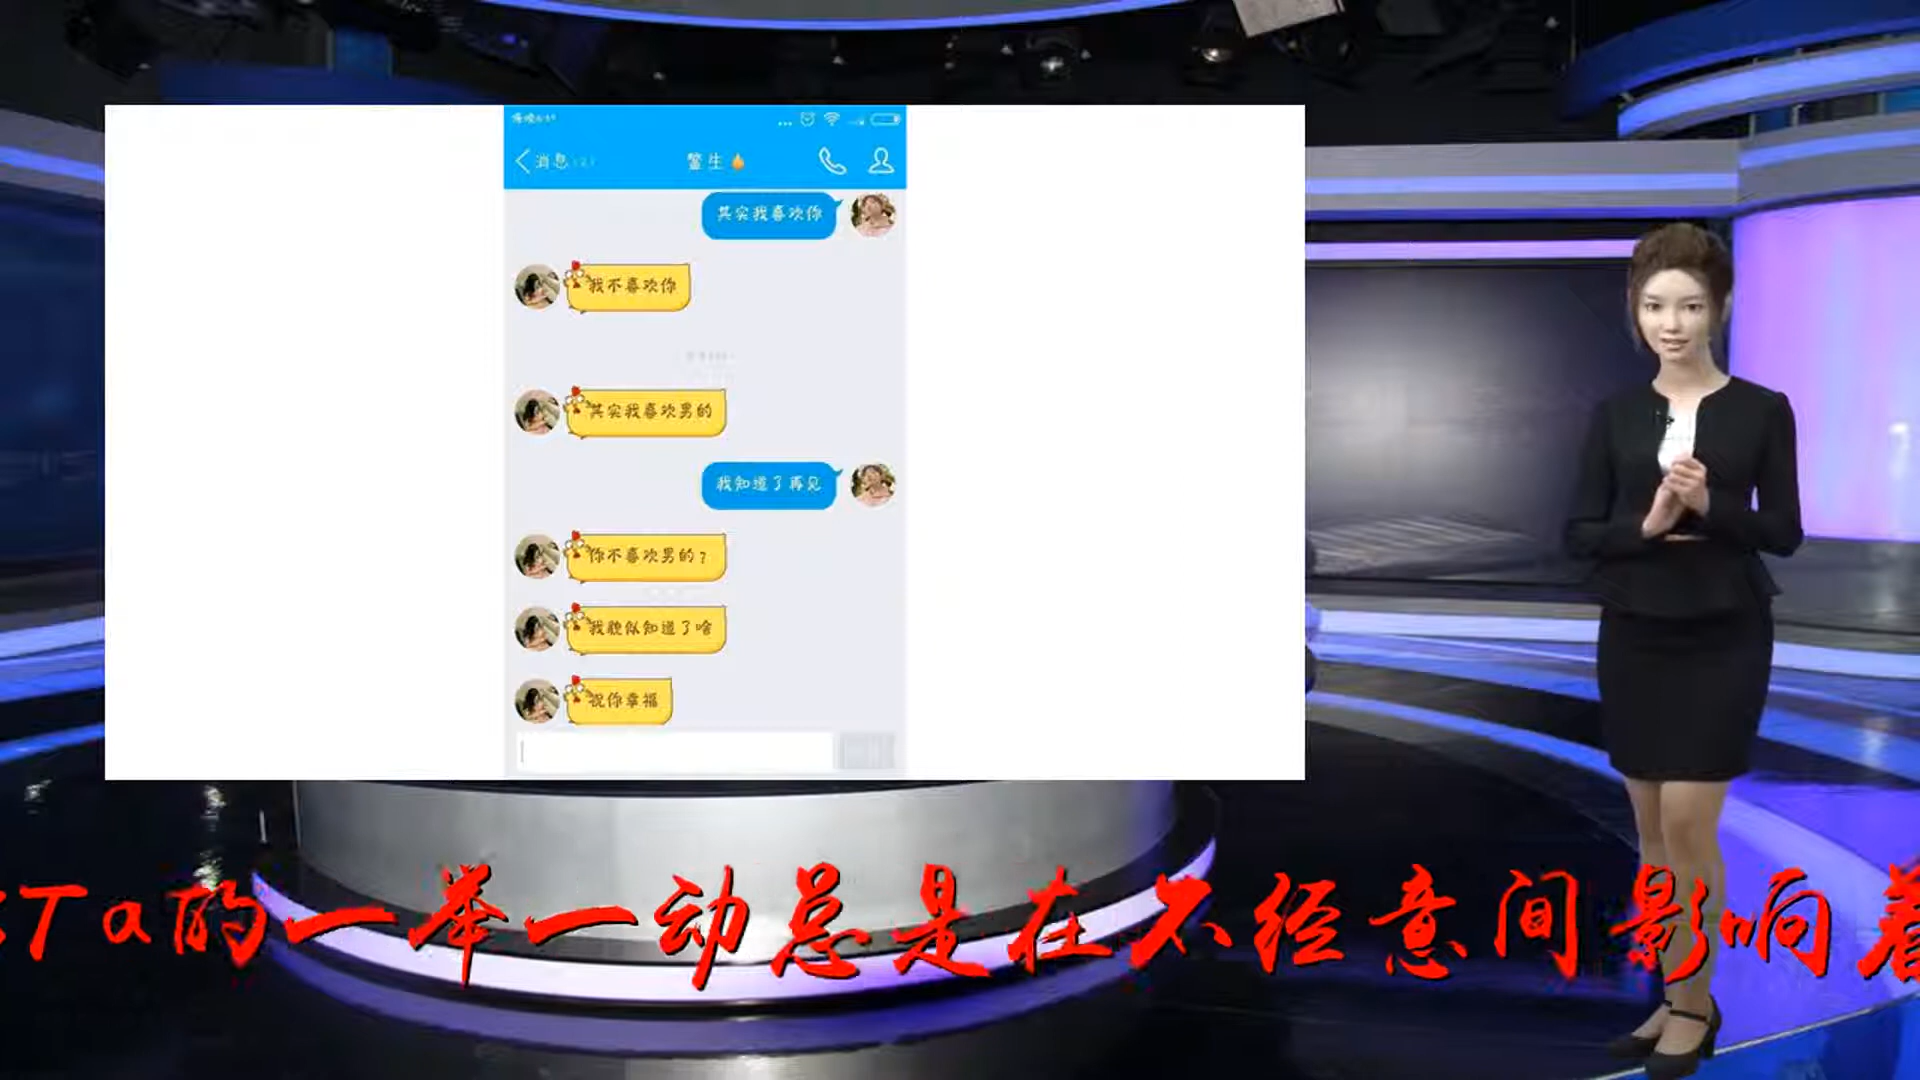 消息(2)
警生
其实我喜欢你
我不喜欢你
其实我喜欢男的
我知道了再见
你不喜欢男的？
我貌似知道了啥
祝你幸福
Ta的一举一动总是在不经意间影响着